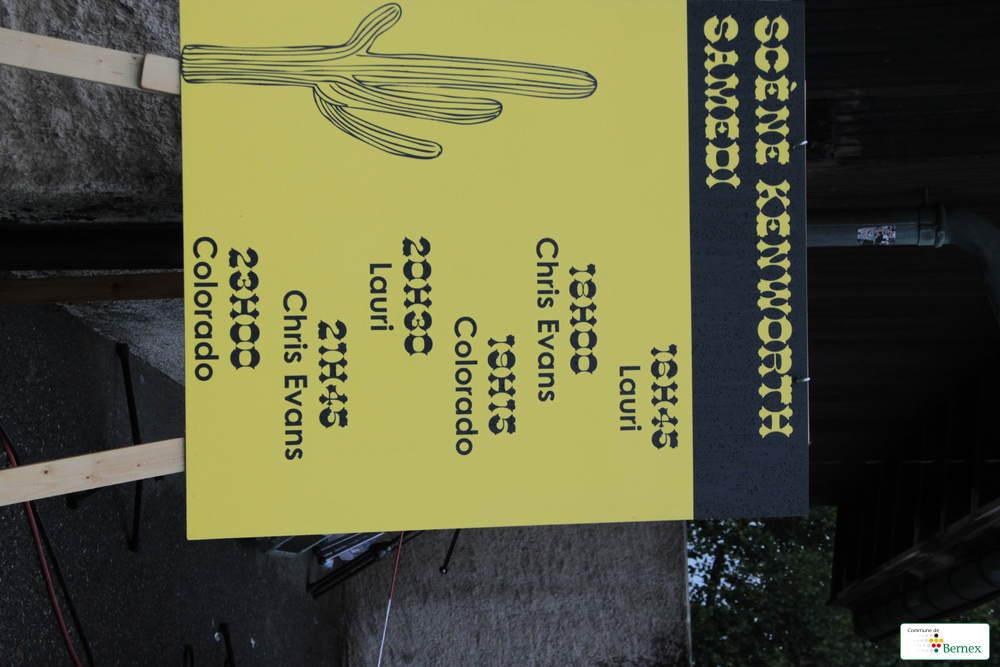 SCÈNE KENWORTH
SAMEDI
16H45
Lauri
18H00
Chris Evans
19H15
Colorado
20H30
Lauri
21H45
Chris Evans
23H00
Colorado
Commune de
Bernex